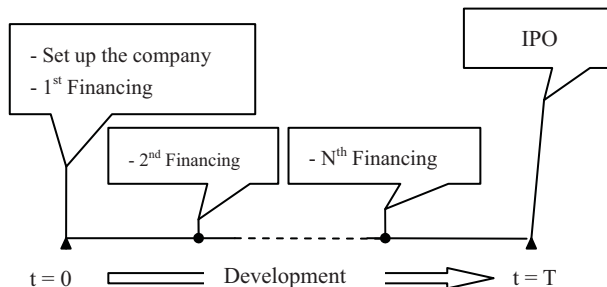 - Set up the company
- 1st Financing
IPO
- 2nd Financing
- Nth Financing
t = 0
Development
t = T